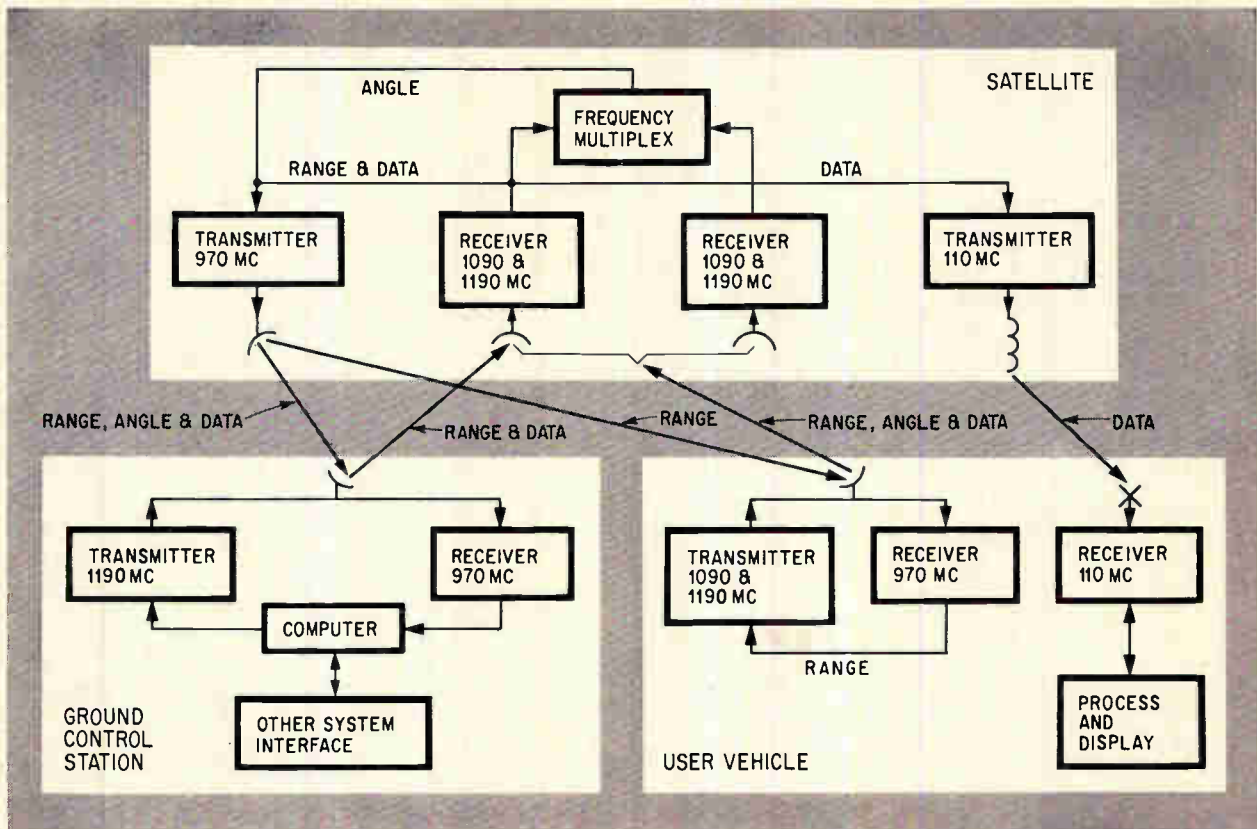 SATELLITE
ANGLE
FREQUENCY
MULTIPLEX
RANGE & DATA
DATA
TRANSMITTER
970 MC
RECEIVER
1090 &
1190 MC
RECEIVER
1090 &
1190 MC
TRANSMITTER
110 MC
RANGE, ANGLE & DATA
RANGE & DATA
RANGE
RANGE, ANGLE & DATA
DATA
TRANSMITTER
1190 MC
RECEIVER
970 MC
COMPUTER
OTHER SYSTEM
INTERFACE
GROUND
CONTROL
STATION
TRANSMITTER
1090 &
1190 MC
RECEIVER
970 MC
RECEIVER
110 MC
RANGE
PROCESS
AND
DISPLAY
USER VEHICLE